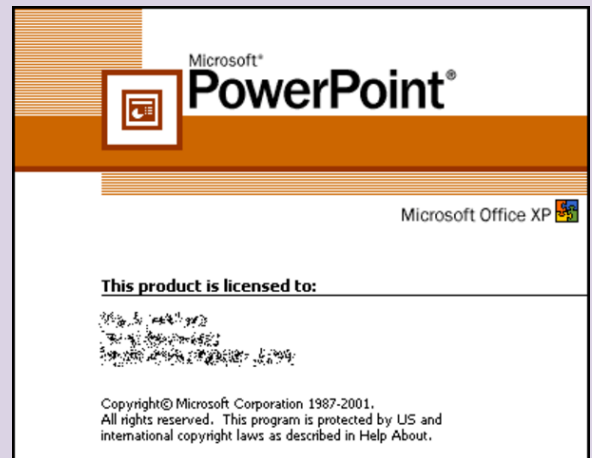 Microsoft®
PowerPoint®
Microsoft Office XP
This product is licensed to:
Copyright© Microsoft Corporation 1987-2001.
All rights reserved. This program is protected by US and
international copyright laws as described in Help About.